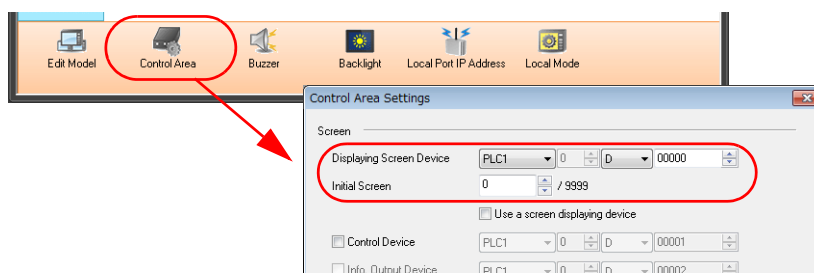 Edit Model Control Area Buzzer Backlight Local Port IP Address Local Mode
Control Area Settings
Screen
Displaying Screen Device PLC1 0 D 00000
Initial Screen 0 / 9999
Use a screen displaying device
Control Device PLC1 0 D 00001
Info. Output Device PLC1 0 D 00002